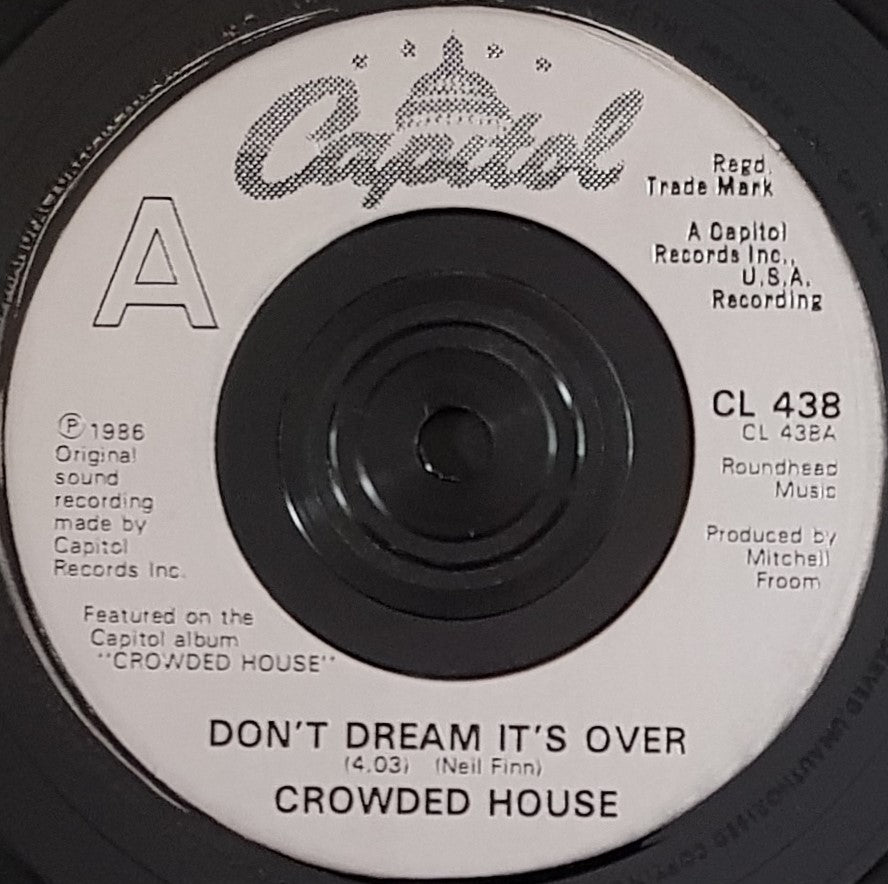 Capitol
Regd.
Trade Mark
A
A Capitol
Records Inc.,
U.S.A.
Recording
CL 438
CL 438A
Roundhead
Music
Produced by
Mitchell
Froom
Ⓟ 1986
Original
sound
recording
made by
Capitol
Records Inc.
Featured on the
Capitol album
"CROWDED HOUSE"
DON'T DREAM IT'S OVER
(4.03) (Neil Finn)
CROWDED HOUSE
UNAUTHORISED COPYING